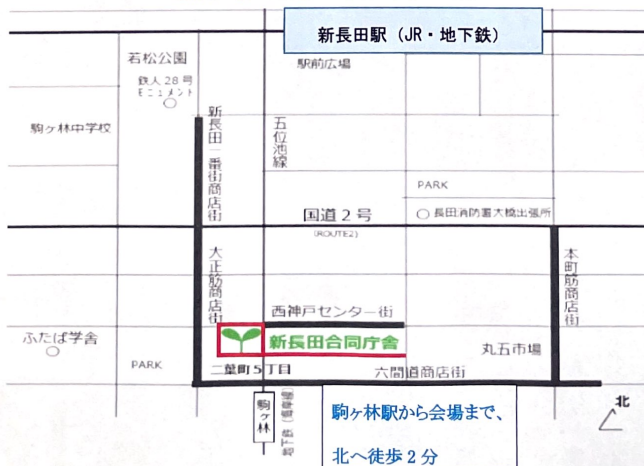 新長田駅（JR・地下鉄）
若松公園
鉄人28号
モニュメント
駅前広場
駒ヶ林中学校
新長田一番街商店街
五位池線
PARK
国道2号
(ROUTE2)
長田消防署大橋出張所
大正筋商店街
本町筋商店街
西神戸センター街
新長田合同庁舎
ふたば学舎
丸五市場
PARK
二葉町5丁目
六間道商店街
駒ヶ林
地下鉄（海岸線）
駒ヶ林駅から会場まで、
北へ徒歩2分
北